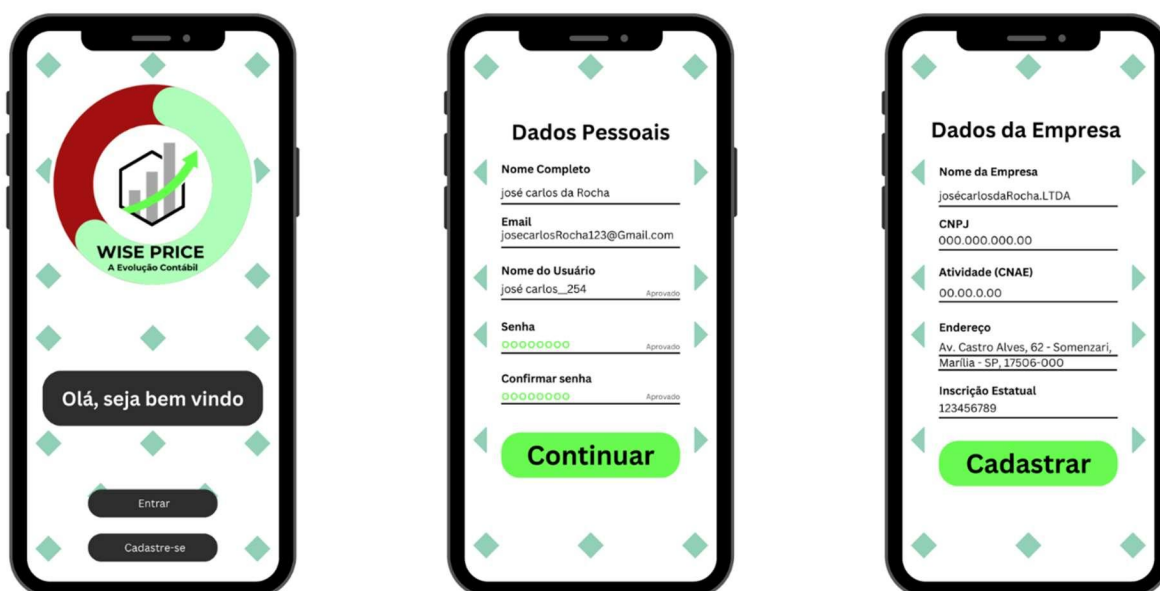 WISE PRICE
A Evolução Contábil
Olá, seja bem vindo
Entrar
Cadastre-se
Dados Pessoais
Nome Completo
josé carlos da Rocha
Email
josecarlosRocha123@Gmail.com
Nome do Usuário
josé carlos__254
Aprovado
Senha
Aprovado
Confirmar senha
Aprovado
Continuar
Dados da Empresa
Nome da Empresa
josécarlosdaRocha.LTDA
CNPJ
000.000.000.00
Atividade (CNAE)
00.00.0.00
Endereço
Av. Castro Alves, 62 - Somenzari,
Marília - SP, 17506-000
Inscrição Estatual
123456789
Cadastrar